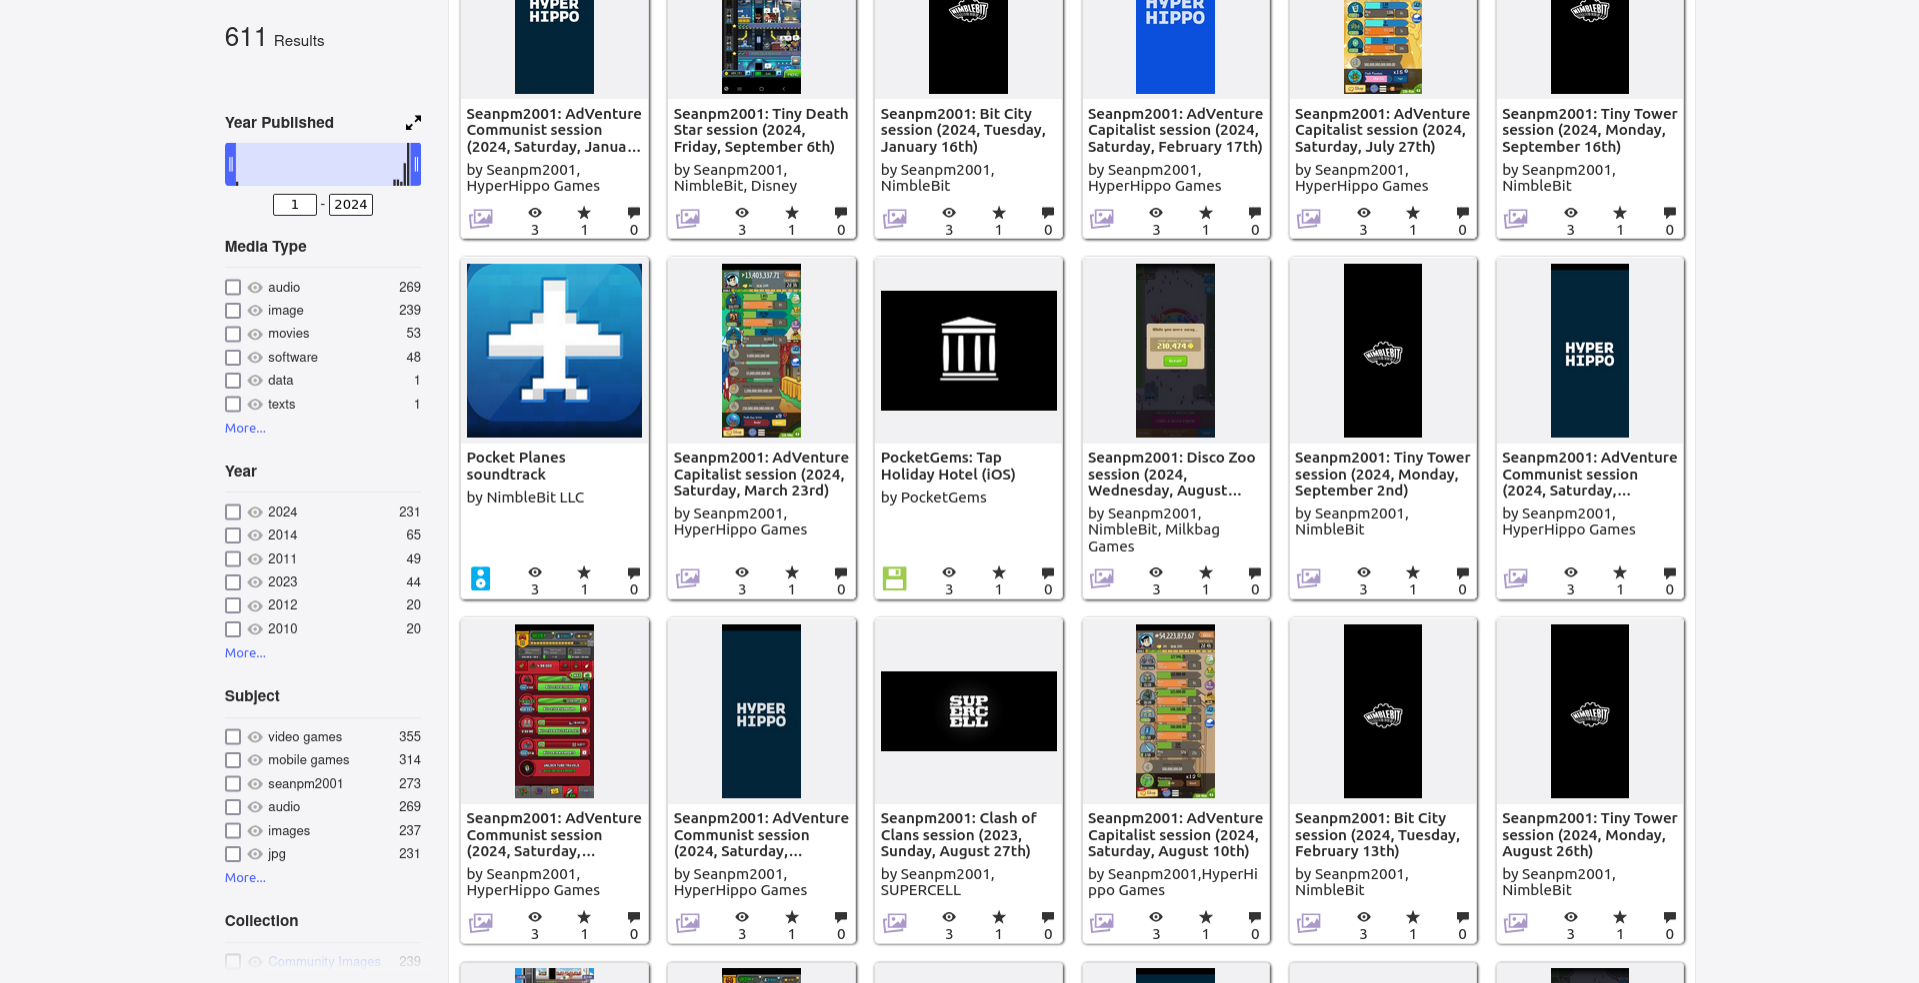 611 Results
Year Published
1 - 2024
Media Type
audio 269
image 239
movies 53
software 48
data 1
texts 1
More...
Year
2024 231
2014 65
2011 49
2023 44
2012 20
2010 20
More...
Subject
video games 355
mobile games 314
seanpm2001 273
audio 269
images 237
jpg 231
More...
Collection
Community Images 239
HYPER
HIPPO
Seanpm2001: AdVenture
Communist session
(2024, Saturday, Janua...
by Seanpm2001,
HyperHippo Games
3 1 0
Seanpm2001: Tiny Death
Star session (2024,
Friday, September 6th)
by Seanpm2001,
NimbleBit, Disney
3 1 0
NIMBLEBIT
Seanpm2001: Bit City
session (2024, Tuesday,
January 16th)
by Seanpm2001,
NimbleBit
3 1 0
HYPER
HIPPO
Seanpm2001: AdVenture
Capitalist session (2024,
Saturday, February 17th)
by Seanpm2001,
HyperHippo Games
3 1 0
Seanpm2001: AdVenture
Capitalist session (2024,
Saturday, July 27th)
by Seanpm2001,
HyperHippo Games
3 1 0
NIMBLEBIT
Seanpm2001: Tiny Tower
session (2024, Monday,
September 16th)
by Seanpm2001,
NimbleBit
3 1 0
Pocket Planes
soundtrack
by NimbleBit LLC
3 1 0
Seanpm2001: AdVenture
Capitalist session (2024,
Saturday, March 23rd)
by Seanpm2001,
HyperHippo Games
3 1 0
PocketGems: Tap
Holiday Hotel (iOS)
by PocketGems
3 1 0
While you were away...
210,474
Seanpm2001: Disco Zoo
session (2024,
Wednesday, August...
by Seanpm2001,
NimbleBit, Milkbag
Games
3 1 0
NIMBLEBIT
Seanpm2001: Tiny Tower
session (2024, Monday,
September 2nd)
by Seanpm2001,
NimbleBit
3 1 0
HYPER
HIPPO
Seanpm2001: AdVenture
Communist session
(2024, Saturday,...
by Seanpm2001,
HyperHippo Games
3 1 0
Seanpm2001: AdVenture
Communist session
(2024, Saturday,...
by Seanpm2001,
HyperHippo Games
3 1 0
HYPER
HIPPO
Seanpm2001: AdVenture
Communist session
(2024, Saturday,...
by Seanpm2001,
HyperHippo Games
3 1 0
SUP
ERC
ELL
Seanpm2001: Clash of
Clans session (2023,
Sunday, August 27th)
by Seanpm2001,
SUPERCELL
3 1 0
Seanpm2001: AdVenture
Capitalist session (2024,
Saturday, August 10th)
by Seanpm2001,HyperHi
ppo Games
3 1 0
NIMBLEBIT
Seanpm2001: Bit City
session (2024, Tuesday,
February 13th)
by Seanpm2001,
NimbleBit
3 1 0
NIMBLEBIT
Seanpm2001: Tiny Tower
session (2024, Monday,
August 26th)
by Seanpm2001,
NimbleBit
3 1 0